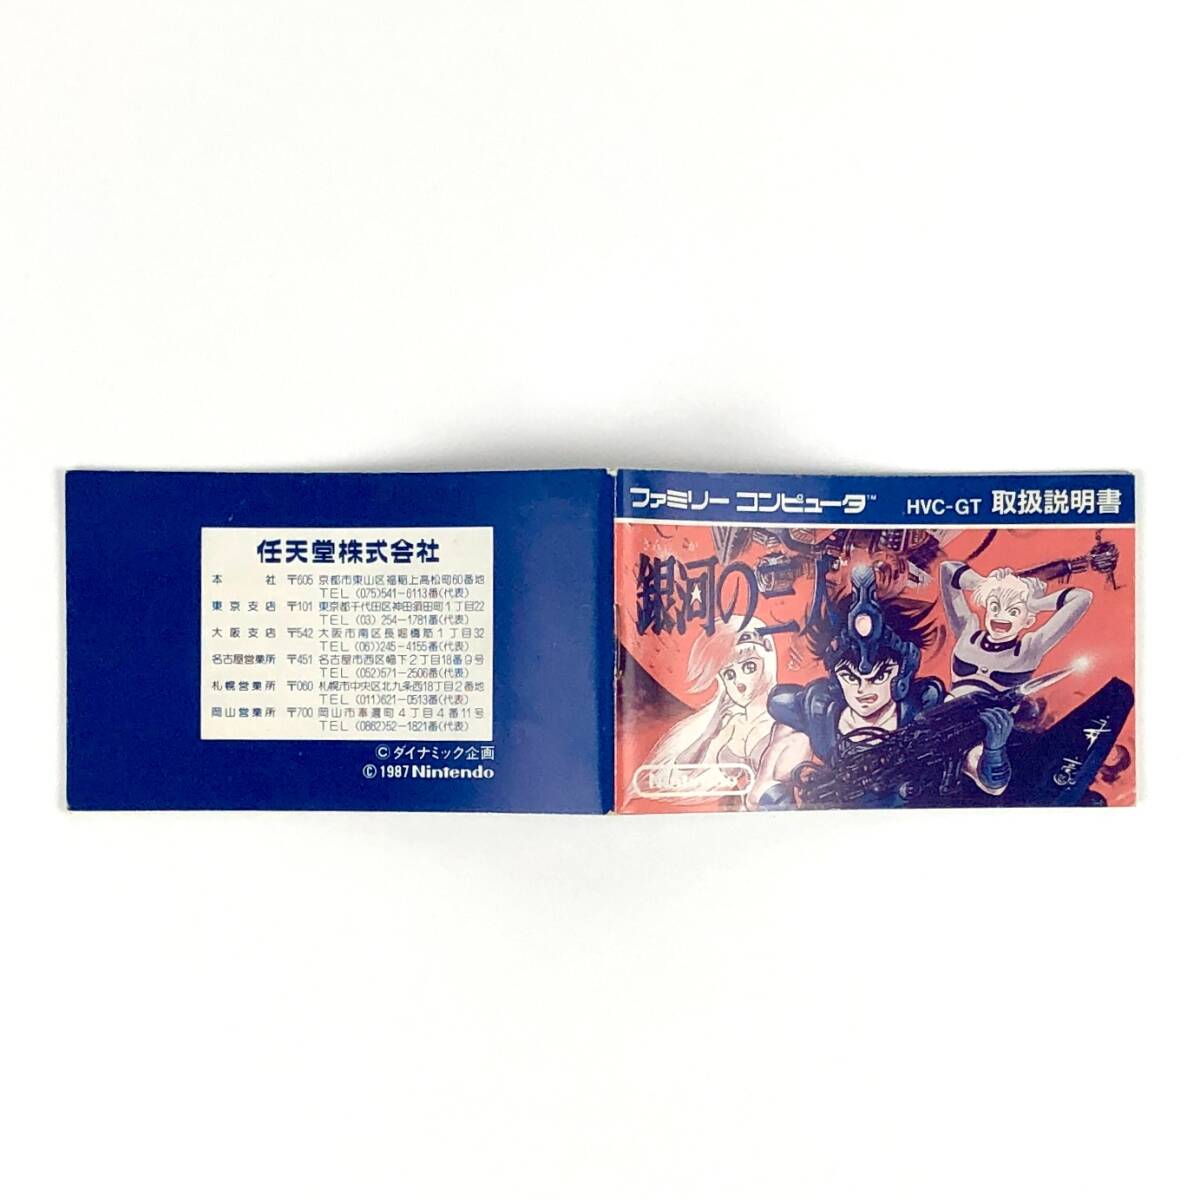 任天堂株式会社
本 社 〒605 京都市東山区福稲上高松町60番地
TEL (075)541-6113番(代表)
東京支店 〒101 東京都千代田区神田須田町1丁目22
TEL (03) 254-1781番(代表)
大阪支店 〒542 大阪市南区長堀橋筋1丁目32
TEL (06)245-4155番(代表)
名古屋営業所 〒451 名古屋市西区幅下2丁目18番9号
TEL (052)571-2506番(代表)
札幌営業所 〒060 札幌市中央区北九条西18丁目2番地
TEL (011)621-0513番(代表)
岡山営業所 〒700 岡山市奉還町4丁目4番11号
TEL (0862)52-1821番(代表)
©ダイナミック企画
©1987 Nintendo
ファミリー コンピュータ™ HVC-GT 取扱説明書
銀河の三人